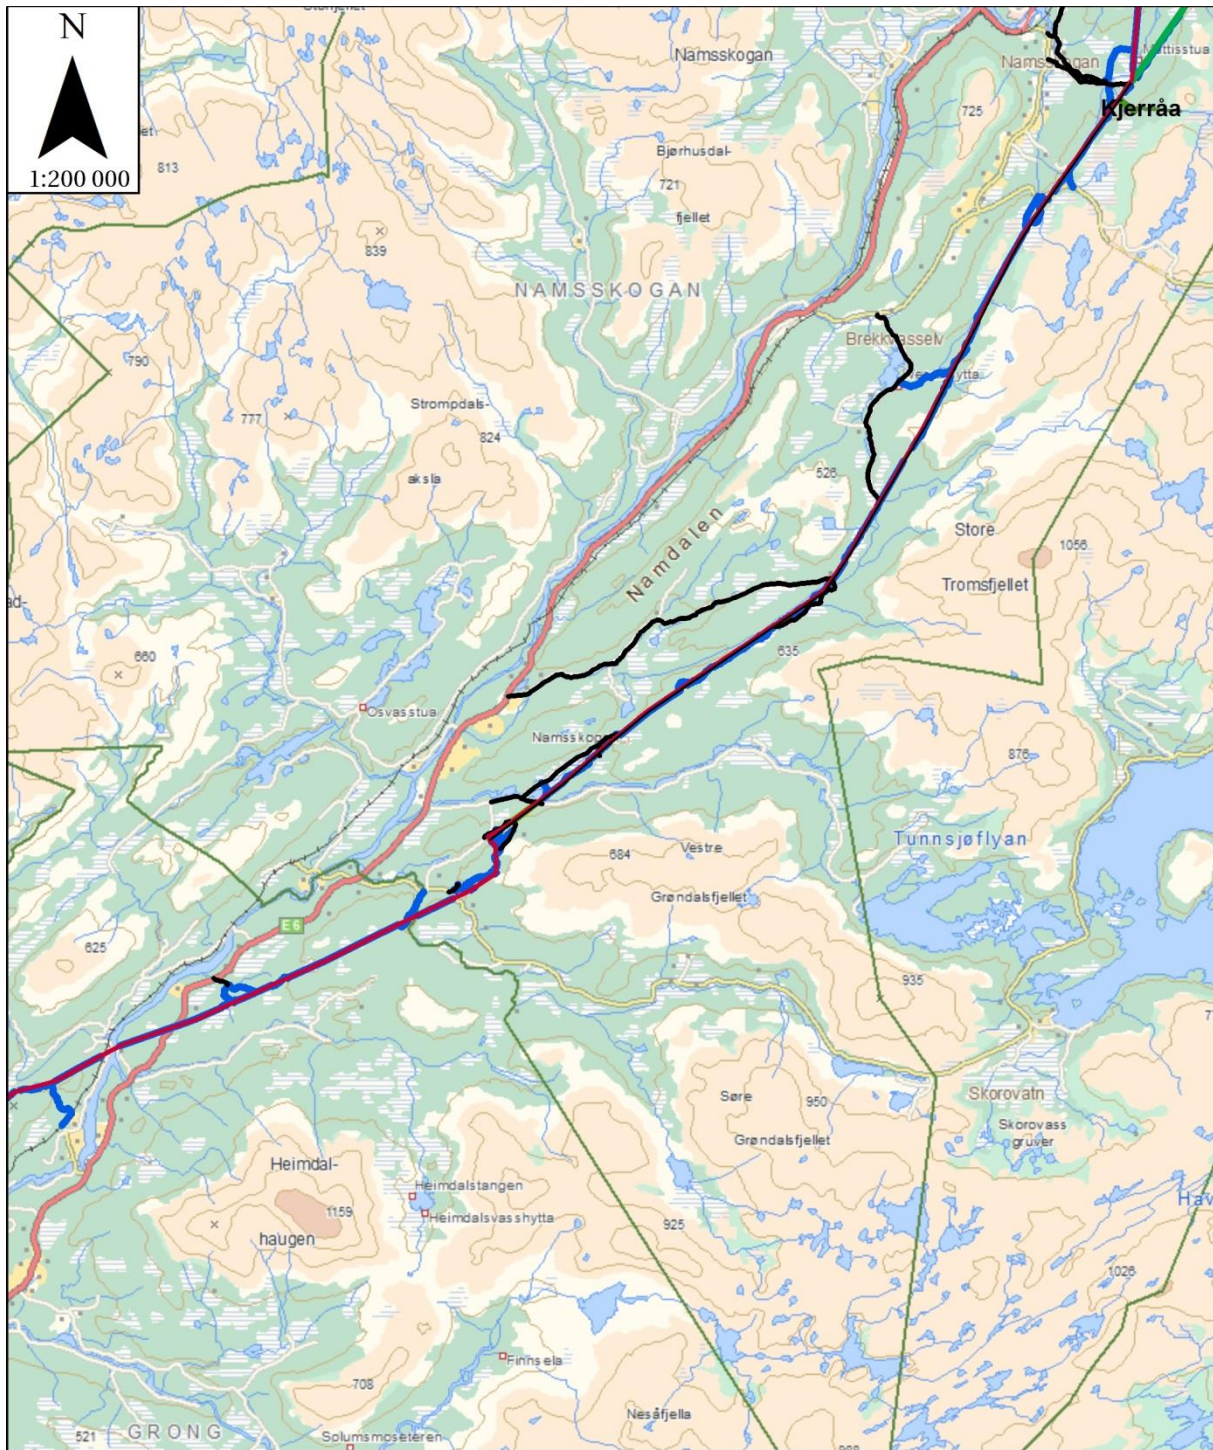 N
1:200 000
Namsskogan
Namsskogan
Mattisstua
Kjerråa
725
813
Bjørhusdal-
721
fjellet
839
NAMSSKOGAN
Brekkvasselv
790
777
Strompdals-
824
aksla
526
Namdalen
Store
1056
Tromsfjellet
ad-
635
660
Osvasstua
876
Tunnsjøflyan
684
Vestre
Grøndalsfjellet
E6
625
935
Skorovatn
Søre
950
Skorovass
gruver
Grøndalsfjellet
Heimdal-
Heimdalstangen
1159
Heimdalsvasshytta
925
haugen
1026
Finnsela
708
Nesåfjella
521
GRONG
Solumsmoseteren